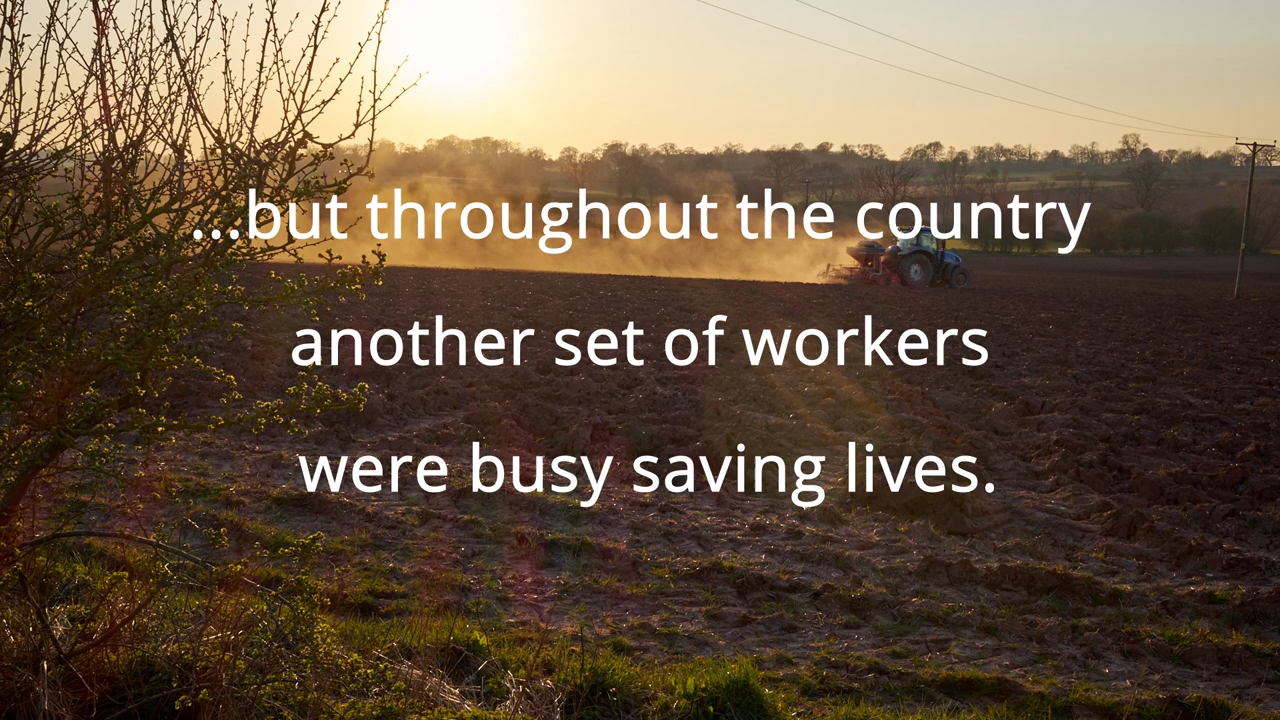 ...but throughout the country
another set of workers
were busy saving lives.